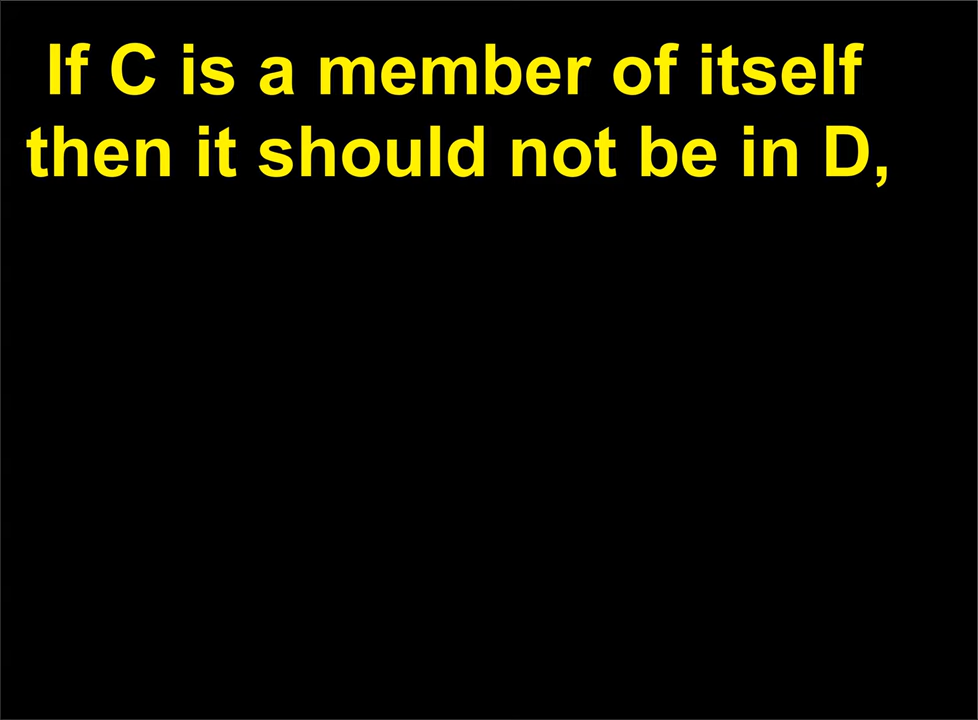 If C is a member of itself
then it should not be in D,